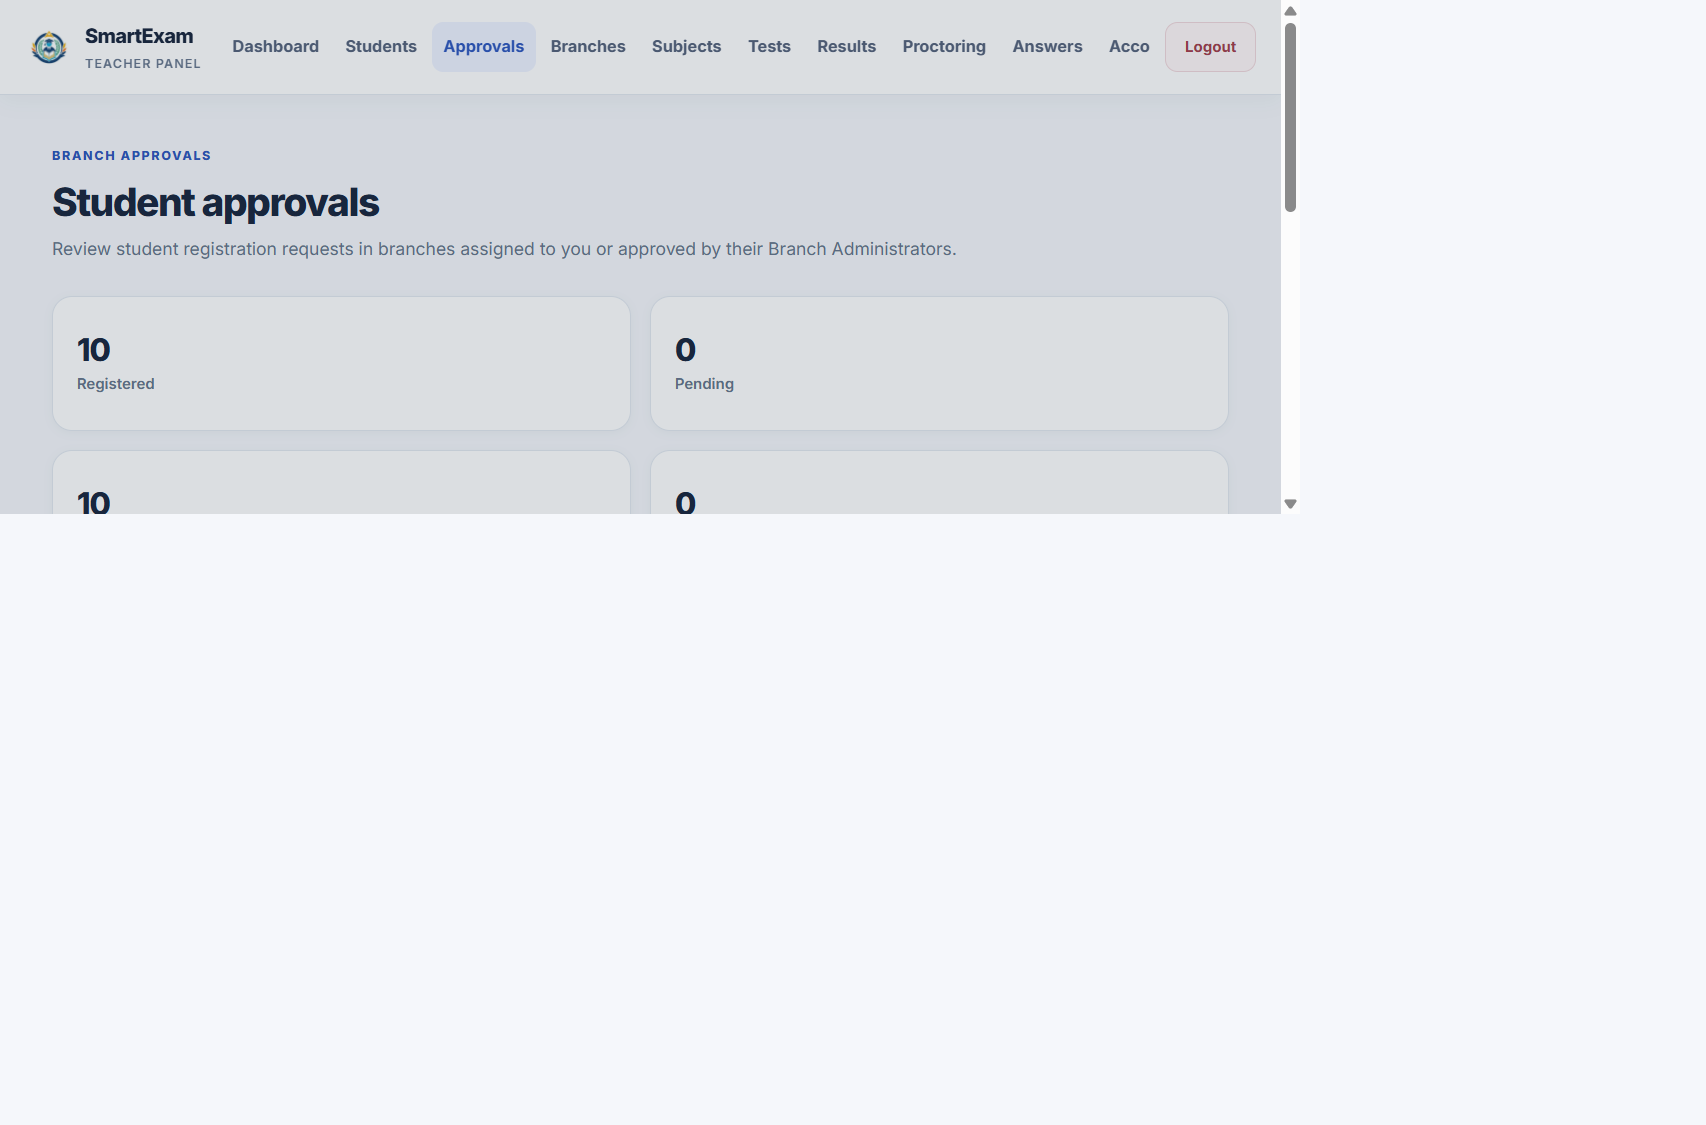 SmartExam
TEACHER PANEL
Dashboard Students Approvals Branches Subjects Tests Results Proctoring Answers Acco Logout
BRANCH APPROVALS
Student approvals
Review student registration requests in branches assigned to you or approved by their Branch Administrators.
10
Registered
0
Pending
10
0